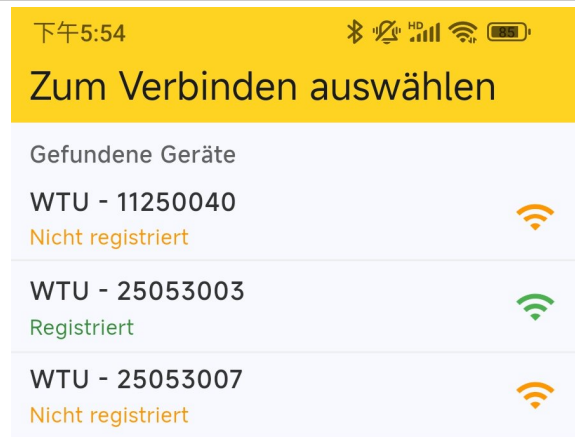 下午5:54
HD
85
Zum Verbinden auswählen
Gefundene Geräte
WTU - 11250040
Nicht registriert
WTU - 25053003
Registriert
WTU - 25053007
Nicht registriert